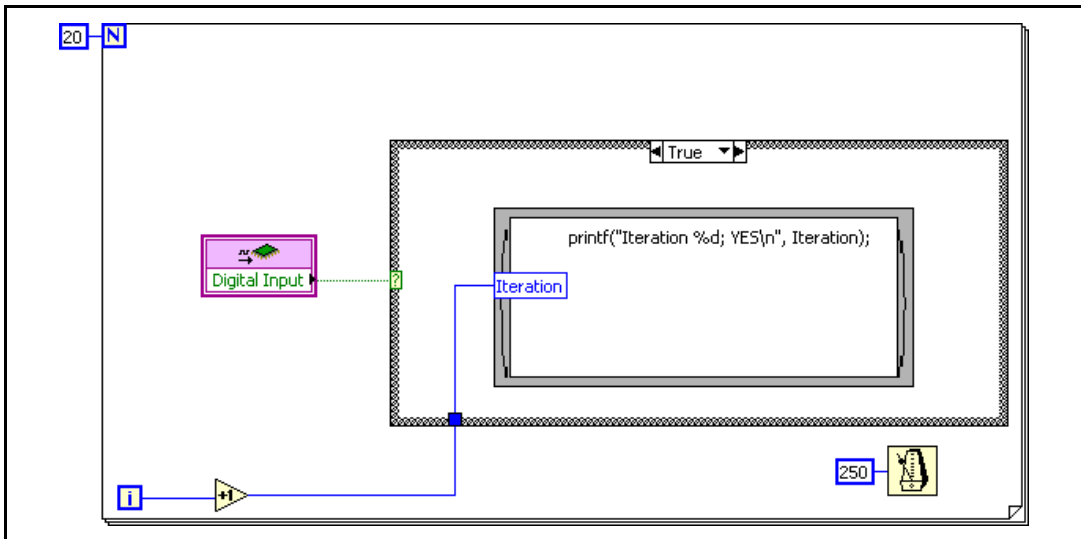 20 N
True
printf("Iteration %d; YES\n", Iteration);
Digital Input
?
Iteration
250
i
+1